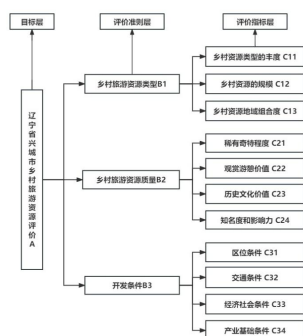 目标层
评价准则层
评价指标层
辽宁省兴城市乡村旅游资源评价A
乡村旅游资源类型B1
乡村资源类型的丰度 C11
乡村资源的规模 C12
乡村资源地域组合度 C13
乡村旅游资源质量B2
稀有奇特程度 C21
观赏游憩价值 C22
历史文化价值 C23
知名度和影响力 C24
开发条件B3
区位条件 C31
交通条件 C32
经济社会条件 C33
产业基础条件 C34